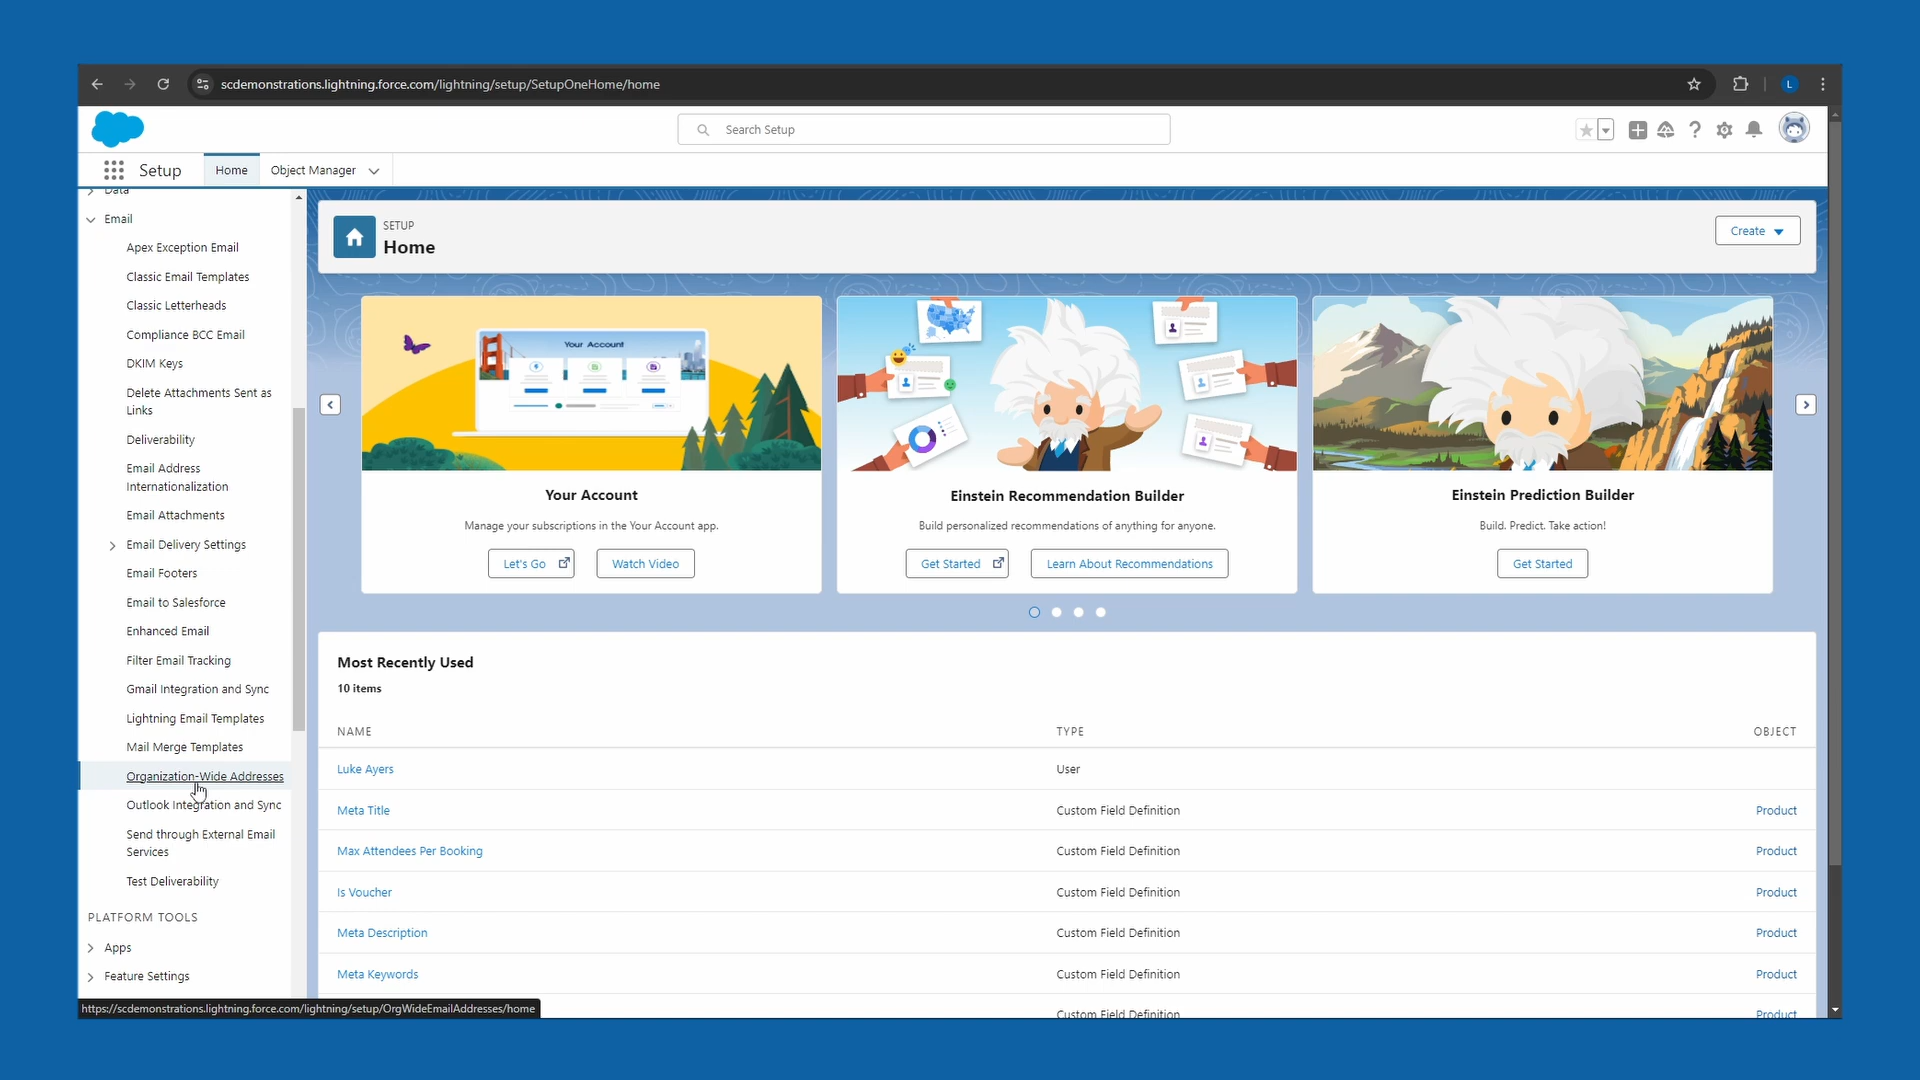 scdemonstrations.lightning.force.com/lightning/setup/SetupOneHome/home
L
Search Setup
Setup
Home
Object Manager
Data
Email
Apex Exception Email
Classic Email Templates
Classic Letterheads
Compliance BCC Email
DKIM Keys
Delete Attachments Sent as
Links
Deliverability
Email Address
Internationalization
Email Attachments
Email Delivery Settings
Email Footers
Email to Salesforce
Enhanced Email
Filter Email Tracking
Gmail Integration and Sync
Lightning Email Templates
Mail Merge Templates
Organization-Wide Addresses
Outlook Integration and Sync
Send through External Email
Services
Test Deliverability
PLATFORM TOOLS
Apps
Feature Settings
https://scdemonstrations.lightning.force.com/lightning/setup/OrgWideEmailAddresses/home
SETUP
Home
Create
Your Account
Your Account
Manage your subscriptions in the Your Account app.
Let's Go
Watch Video
Einstein Recommendation Builder
Build personalized recommendations of anything for anyone.
Get Started
Learn About Recommendations
Einstein Prediction Builder
Build. Predict. Take action!
Get Started
Most Recently Used
10 items
NAME TYPE OBJECT
Luke Ayers User
Meta Title Custom Field Definition Product
Max Attendees Per Booking Custom Field Definition Product
Is Voucher Custom Field Definition Product
Meta Description Custom Field Definition Product
Meta Keywords Custom Field Definition Product
Custom Field Definition Product